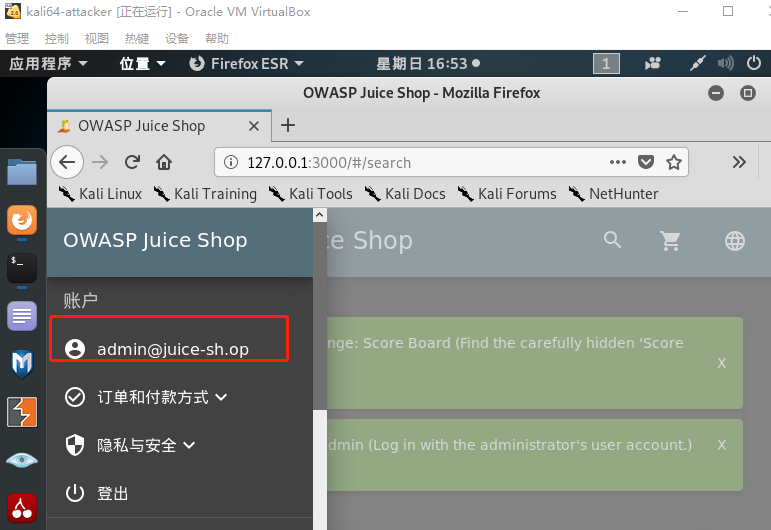 kali64-attacker [正在运行] - Oracle VM VirtualBox
管理 控制 视图 热键 设备 帮助
应用程序 位置 Firefox ESR 星期日 16:53 1
OWASP Juice Shop - Mozilla Firefox
OWASP Juice Shop
127.0.0.1:3000/#/search
Kali Linux Kali Training Kali Tools Kali Docs Kali Forums NetHunter
OWASP Juice Shop ce Shop
账户
nge: Score Board (Find the carefully hidden 'Score
admin@juice-sh.op
X
订单和付款方式
隐私与安全
dmin (Log in with the administrator's user account.) X
登出